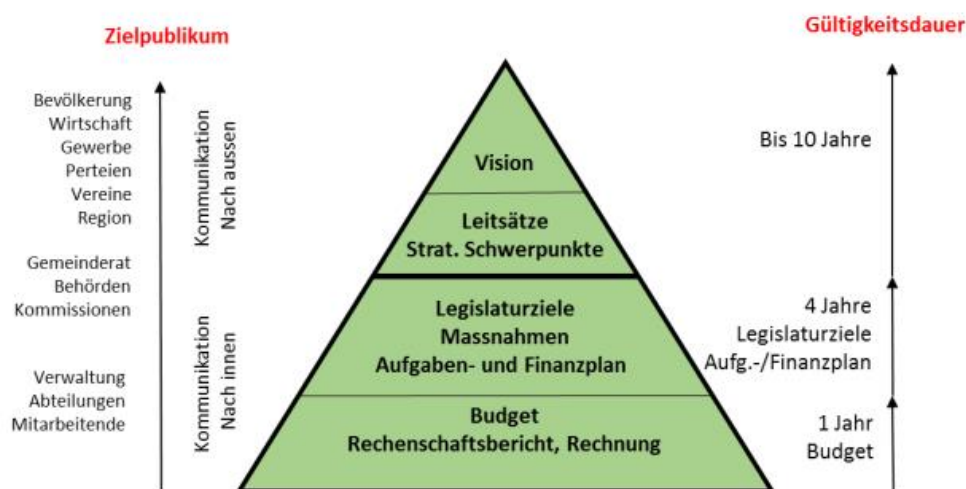 Zielpublikum
Bevölkerung
Wirtschaft
Gewerbe
Perteien
Vereine
Region
Gemeinderat
Behörden
Kommissionen
Verwaltung
Abteilungen
Mitarbeitende
Kommunikation
Nach aussen
Kommunikation
Nach innen
Vision
Leitsätze
Strat. Schwerpunkte
Legislaturziele
Massnahmen
Aufgaben- und Finanzplan
Budget
Rechenschaftsbericht, Rechnung
Gültigkeitsdauer
Bis 10 Jahre
4 Jahre
Legislaturziele
Aufg.-/Finanzplan
1 Jahr
Budget